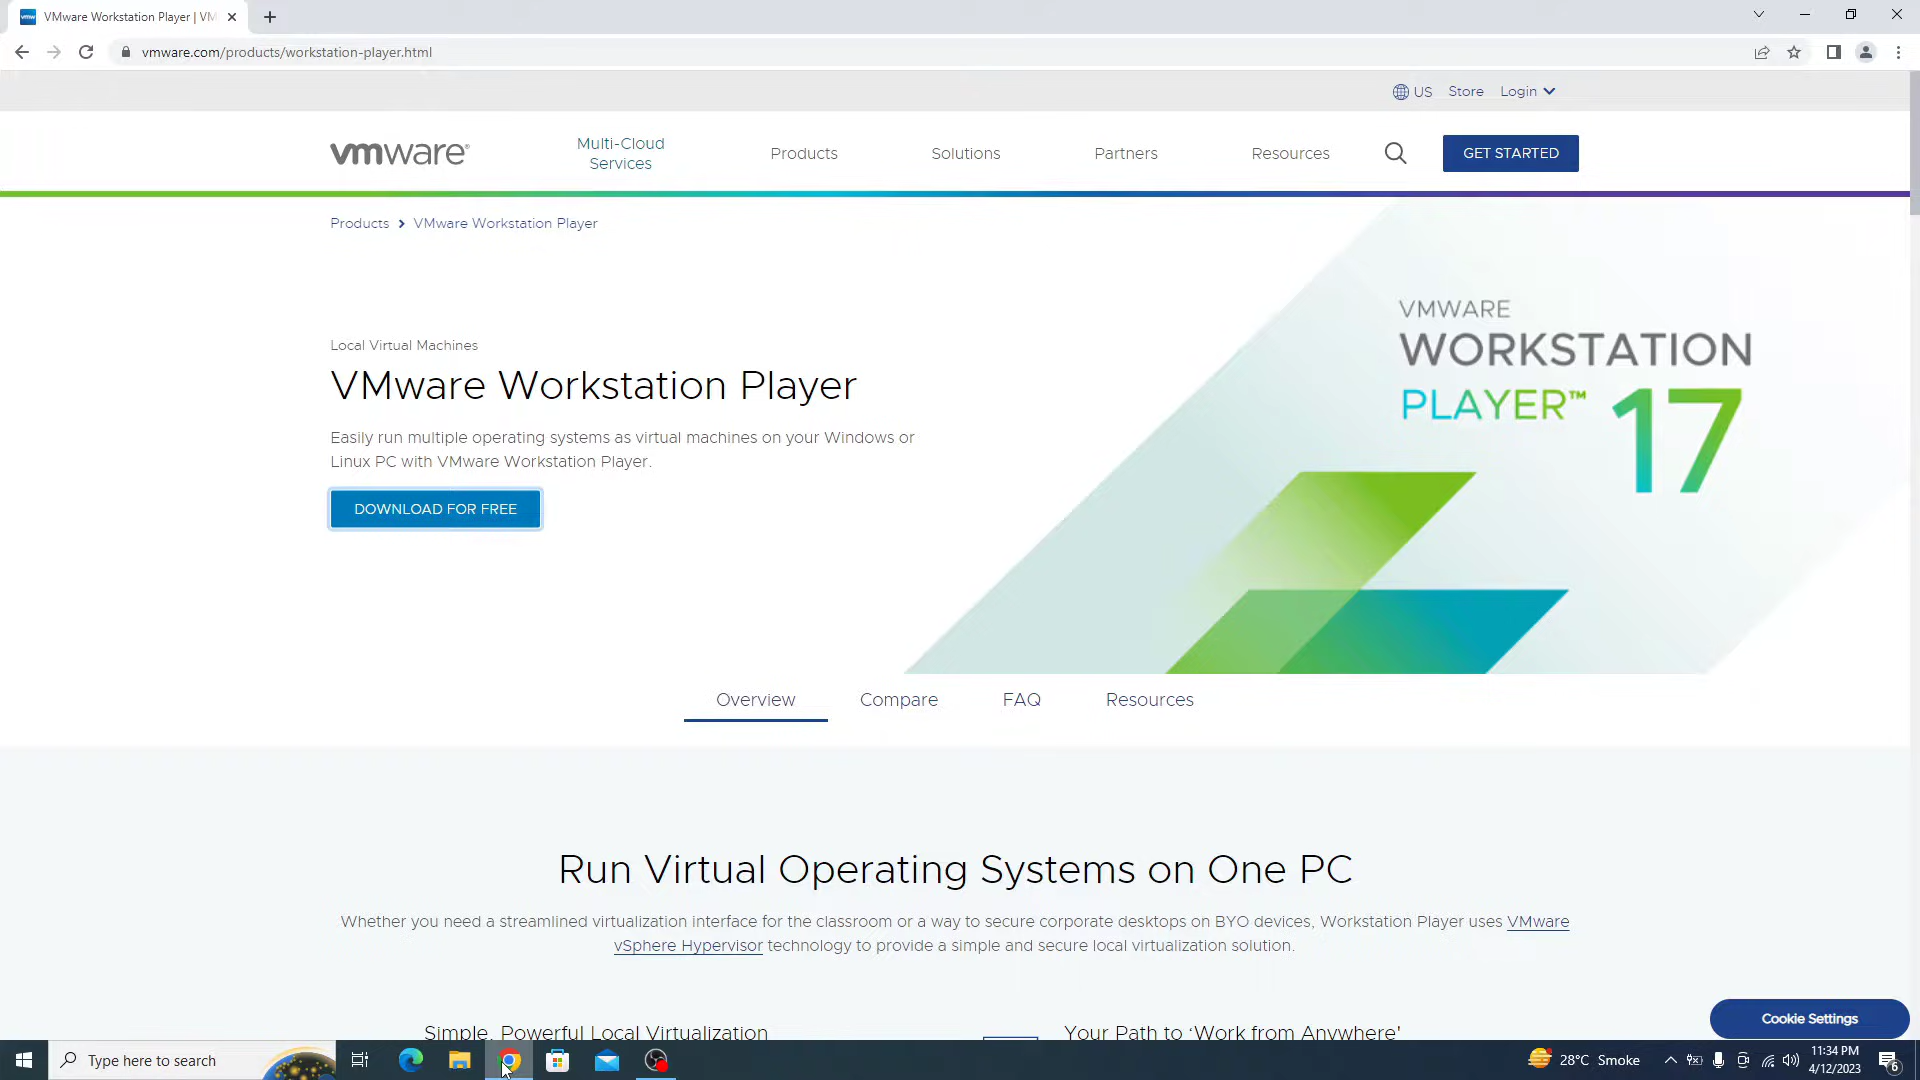 VMware Workstation Player | VM
vmware.com/products/workstation-player.html
US Store Login
vmware®
Multi-Cloud
Services
Products
Solutions
Partners
Resources
GET STARTED
Products > VMware Workstation Player
Local Virtual Machines
VMware Workstation Player
Easily run multiple operating systems as virtual machines on your Windows or
Linux PC with VMware Workstation Player.
DOWNLOAD FOR FREE
VMWARE
WORKSTATION
PLAYER™ 17
Overview Compare FAQ Resources
Run Virtual Operating Systems on One PC
Whether you need a streamlined virtualization interface for the classroom or a way to secure corporate desktops on BYO devices, Workstation Player uses VMware
vSphere Hypervisor technology to provide a simple and secure local virtualization solution.
Simple, Powerful Local Virtualization
Your Path to ‘Work from Anywhere’
Cookie Settings
Type here to search
28°C Smoke
11:34 PM
4/12/2023
6